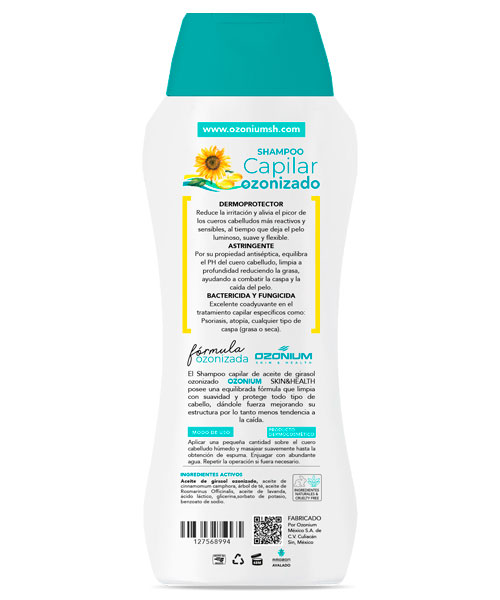 www.ozoniumsh.com
SHAMPOO
Capilar
ozonizado
DERMOPROTECTOR
Reduce la irritación y alivia el picor de
los cueros cabelludos más reactivos y
sensibles, al tiempo que deja el pelo
luminoso, suave y flexible.
ASTRINGENTE
Por su propiedad antiséptica, equilibra
el PH del cuero cabelludo, limpia a
profundidad reduciendo la grasa,
ayudando a combatir la caspa y la
caída del pelo.
BACTERICIDA Y FUNGICIDA
Excelente coadyuvante en el
tratamiento capilar específicos como:
Psoriasis, atopía, cualquier tipo de
caspa (grasa o seca).
fórmula
ozonizada
OZONIUM
SKIN & HEALTH
El Shampoo capilar de aceite de girasol
ozonizado OZONIUM SKIN&HEALTH
posee una equilibrada fórmula que limpia
con suavidad y protege todo tipo de
cabello, dándole fuerza mejorando su
estructura por lo tanto menos tendencia a
la caída.
MODO DE USO
PRODUCTO
DERMOCOSMÉTICO
Aplicar una pequeña cantidad sobre el cuero
cabelludo húmedo y masajear suavemente hasta la
obtención de espuma. Enjuagar con abundante
agua. Repetir la operación si fuera necesario.
INGREDIENTES ACTIVOS
Aceite de girasol ozonizado, aceite de
cinnamomum camphora, árbol de té, aceite de
Rosmarinus Officinalis, aceite de lavanda,
acido lactico, glicerina,sorbato de potasio,
benzoato de sodio.
INGREDIENTES
NATURALES &
CRUELTY FREE
127568994
FABRICADO
Por Ozonium
México S.A. de
C.V. Culiacán
Sin, México
AVALADO